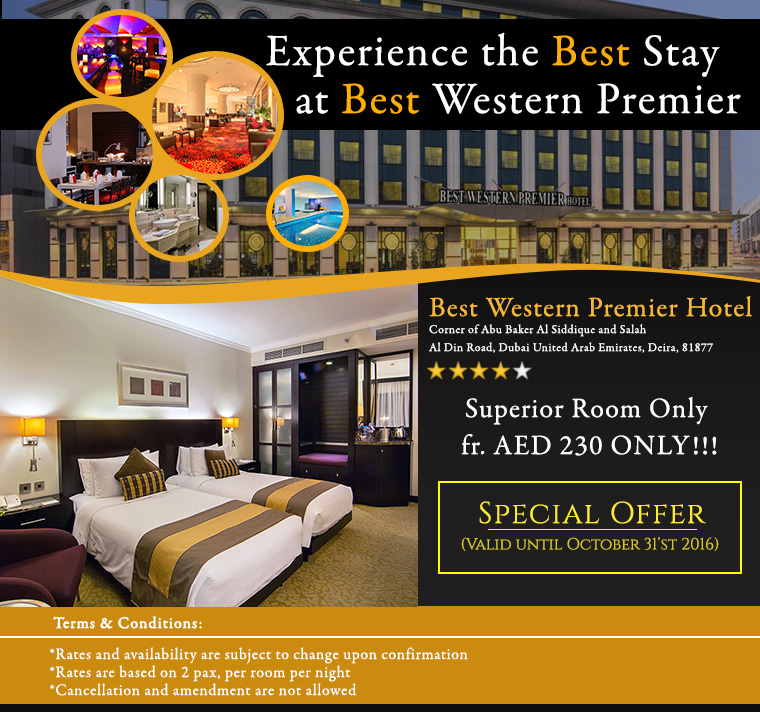 Experience the Best Stay
at Best Western Premier
BEST WESTERN PREMIER HOTEL
Best Western Premier Hotel
Corner of Abu Baker Al Siddique and Salah
Al Din Road, Dubai United Arab Emirates, Deira, 81877
Superior Room Only
fr. AED 230 ONLY!!!
Special Offer
(Valid until October 31'st 2016)
Terms & Conditions:
*Rates and availability are subject to change upon confirmation
*Rates are based on 2 pax, per room per night
*Cancellation and amendment are not allowed